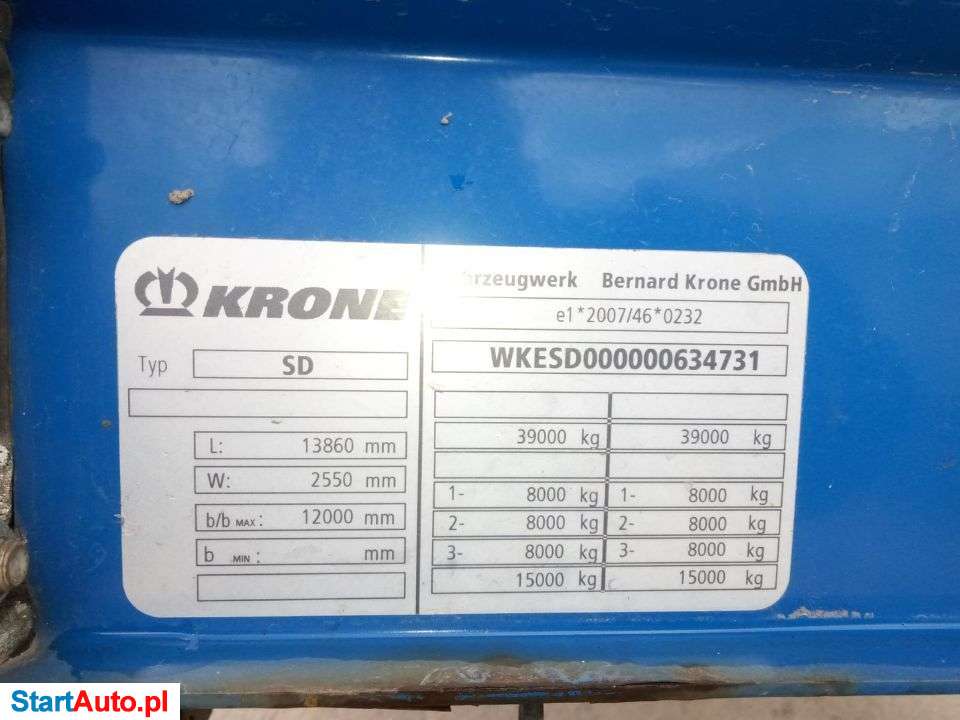 KRONE
rzeugwerk Bernard Krone GmbH
e1*2007/46*0232
Typ SD
WKESD000000634731
39000 kg 39000 kg
L: 13860 mm
W: 2550 mm
b/b MAX: 12000 mm
b MIN: mm
1- 8000 kg 1- 8000 kg
2- 8000 kg 2- 8000 kg
3- 8000 kg 3- 8000 kg
15000 kg 15000 kg
StartAuto.pl